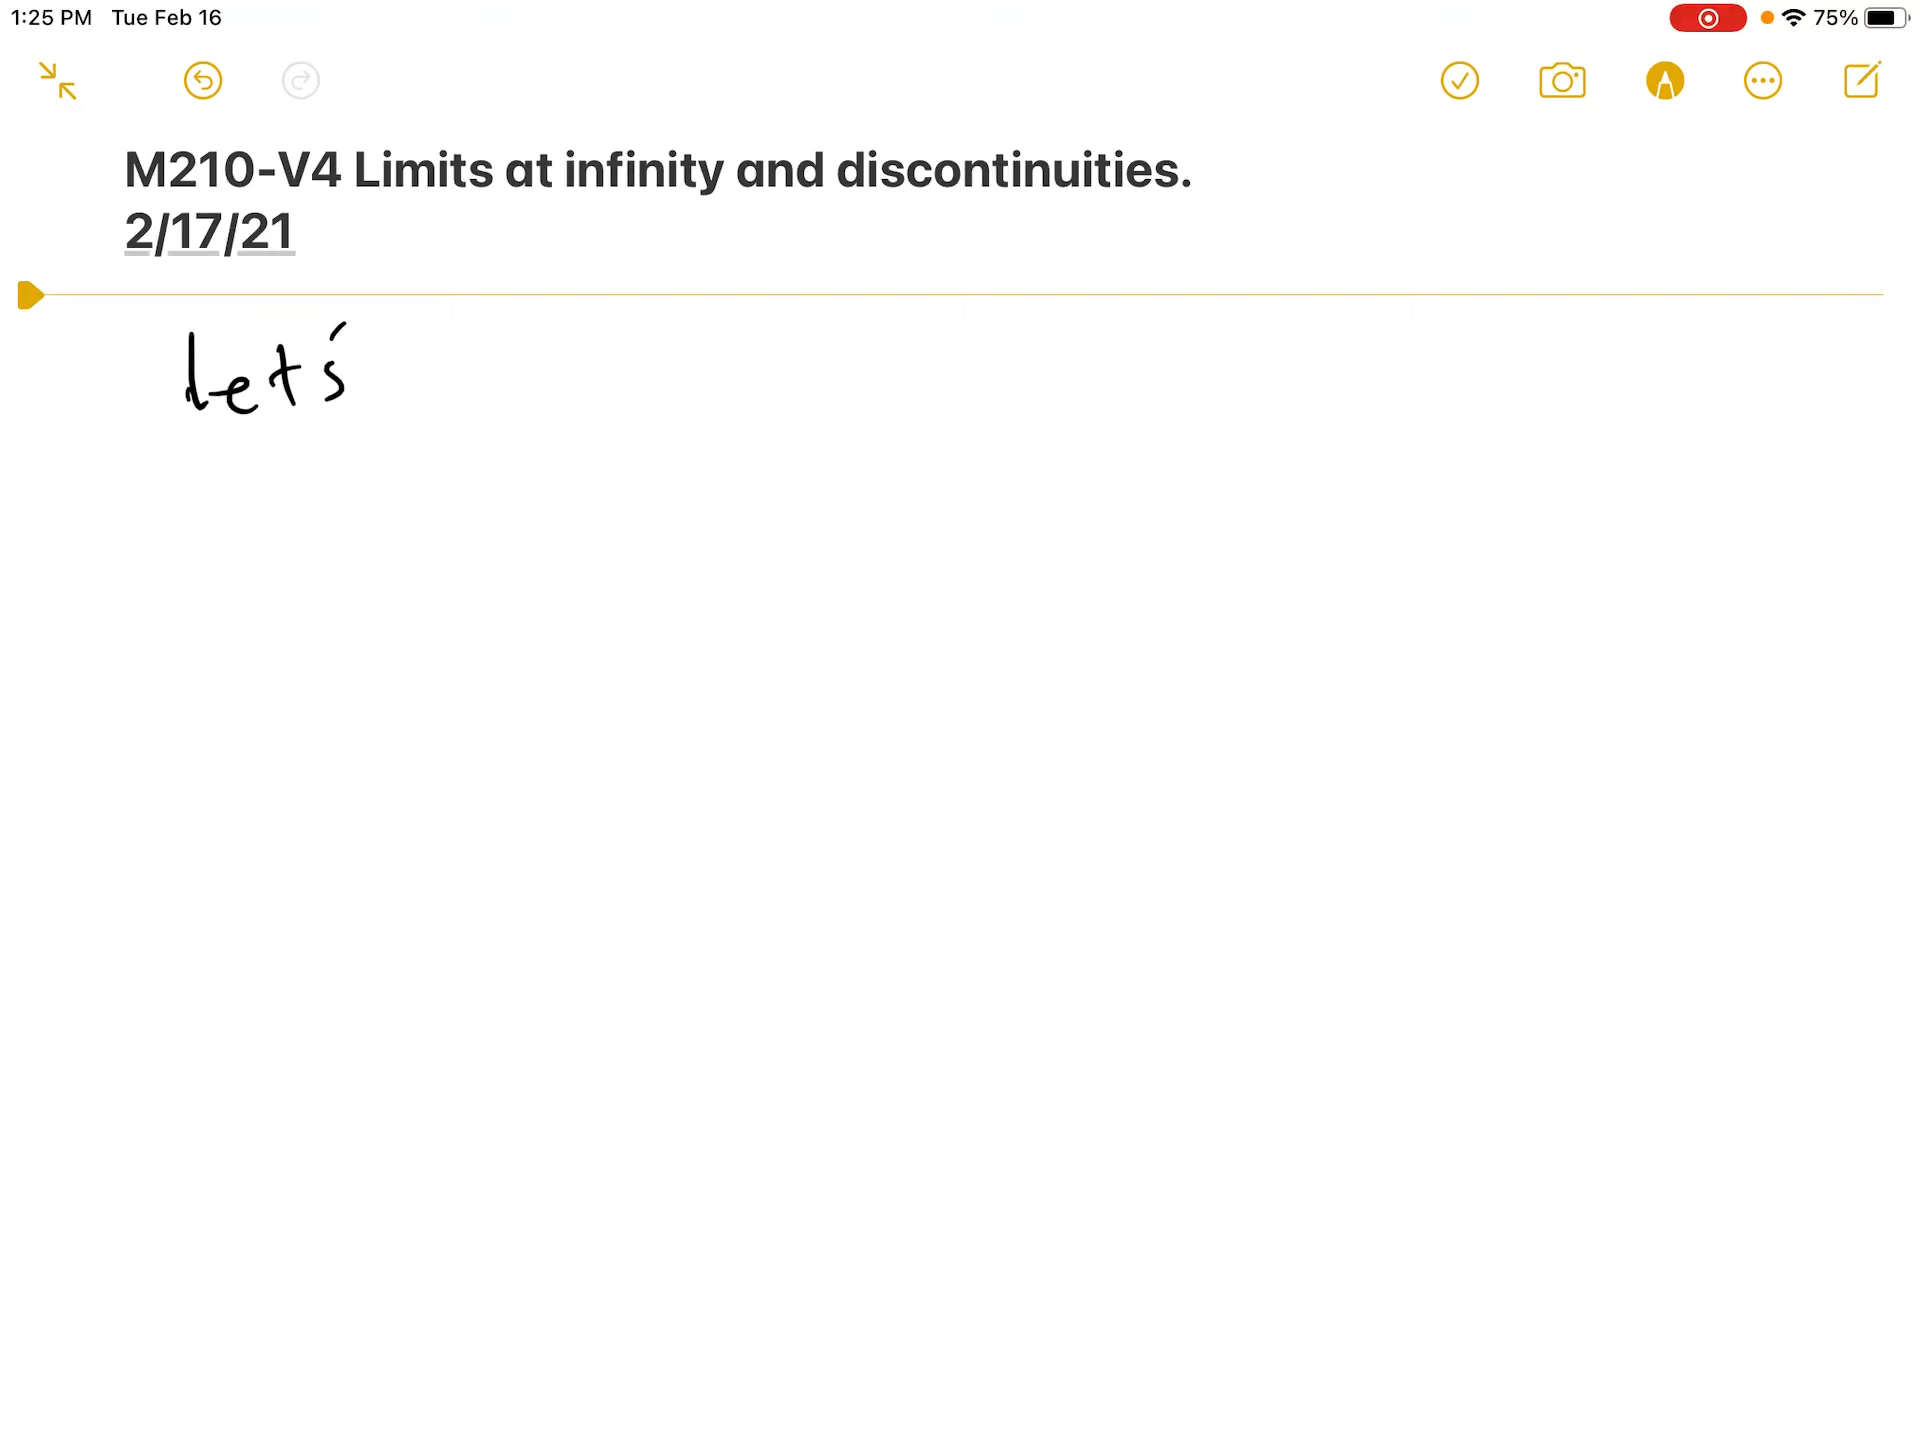 1:25 PM Tue Feb 16 75%
M210-V4 Limits at infinity and discontinuities.
2/17/21
Let's